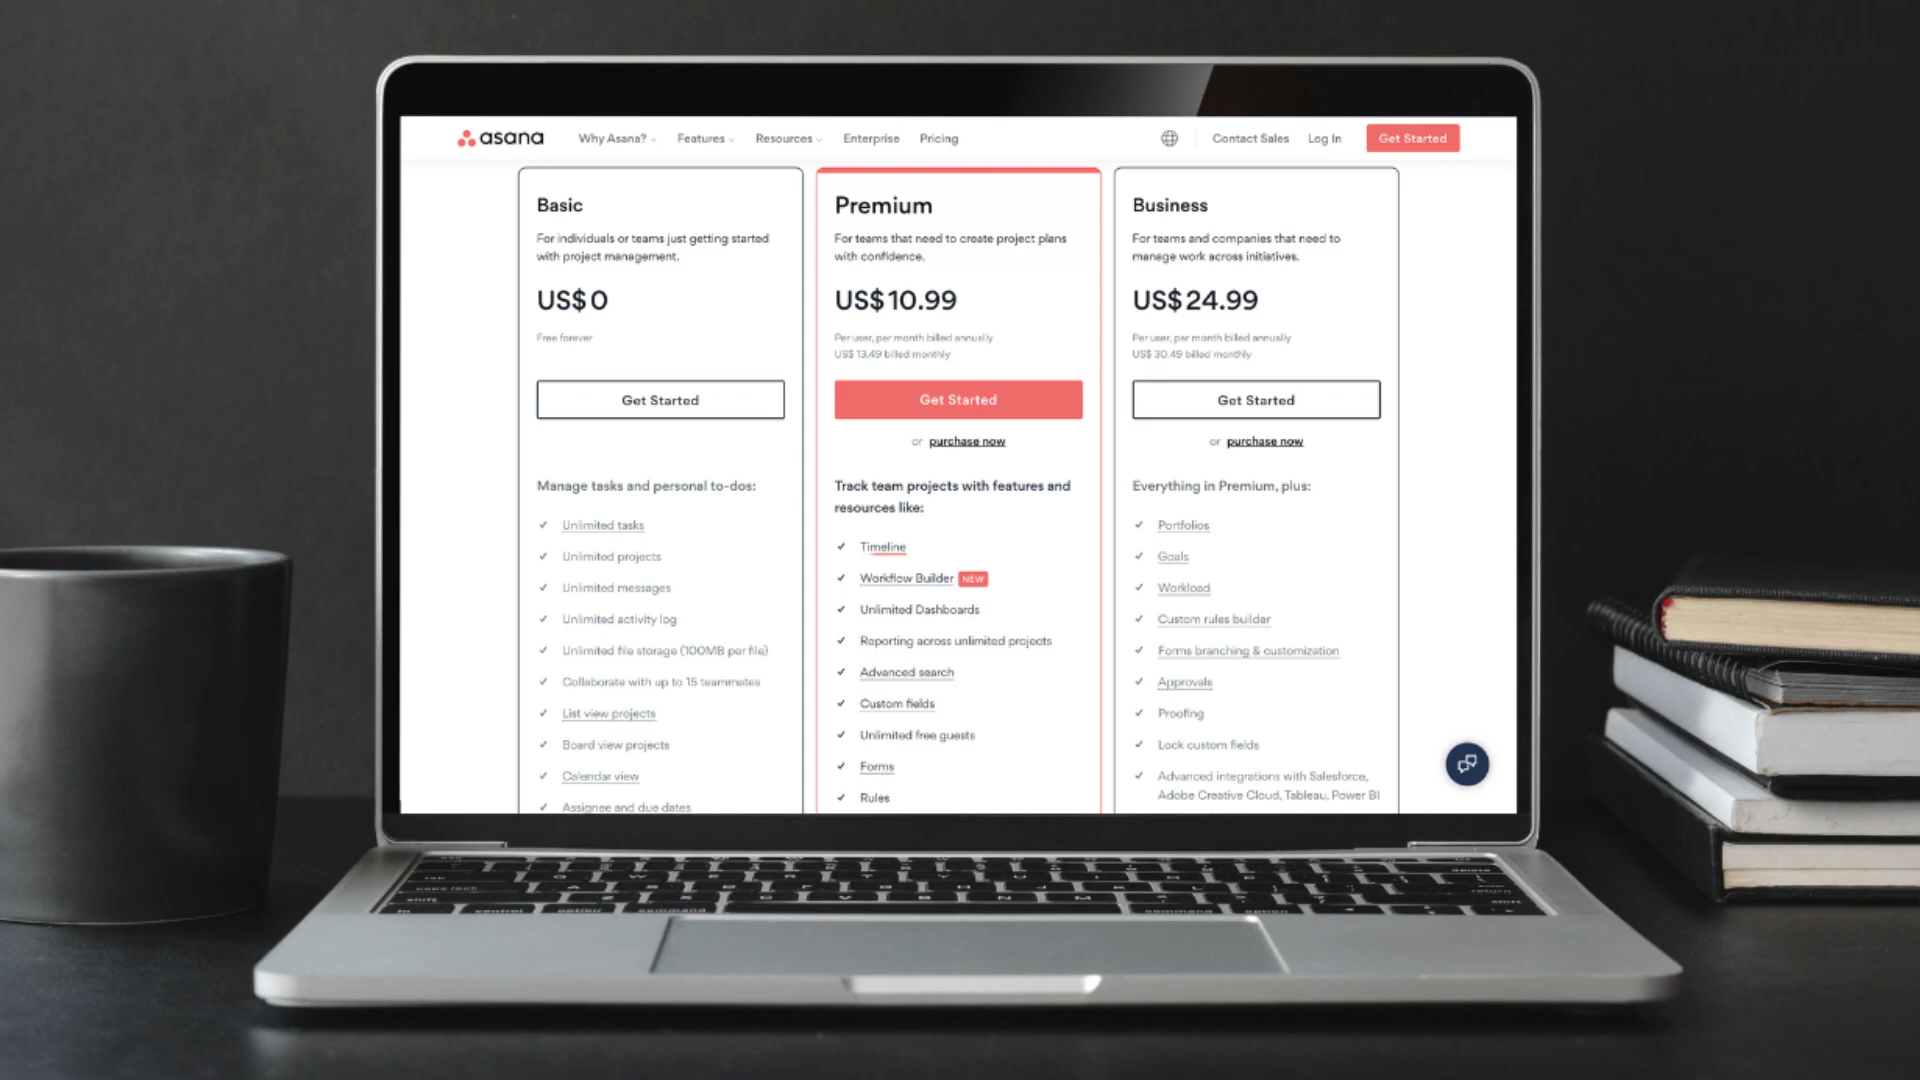 asana
Why Asana?
Features
Resources
Enterprise
Pricing
Contact Sales
Log In
Get Started
Basic
For individuals or teams just getting started
with project management.
US$0
Free forever
Get Started
Manage tasks and personal to-dos:
Unlimited tasks
Unlimited projects
Unlimited messages
Unlimited activity log
Unlimited file storage (100MB per file)
Collaborate with up to 15 teammates
List view projects
Board view projects
Calendar view
Assignee and due dates
Premium
For teams that need to create project plans
with confidence.
US$10.99
Per user, per month billed annually
US$ 13.49 billed monthly
Get Started
or purchase now
Track team projects with features and
resources like:
Timeline
Workflow Builder NEW
Unlimited Dashboards
Reporting across unlimited projects
Advanced search
Custom fields
Unlimited free guests
Forms
Rules
Business
For teams and companies that need to
manage work across initiatives.
US$24.99
Per user, per month billed annually
US$ 30.49 billed monthly
Get Started
or purchase now
Everything in Premium, plus:
Portfolios
Goals
Workload
Custom rules builder
Forms branching & customization
Approvals
Proofing
Lock custom fields
Advanced integrations with Salesforce,
Adobe Creative Cloud, Tableau, Power BI
caps lock
shift
control option command
command option
shift